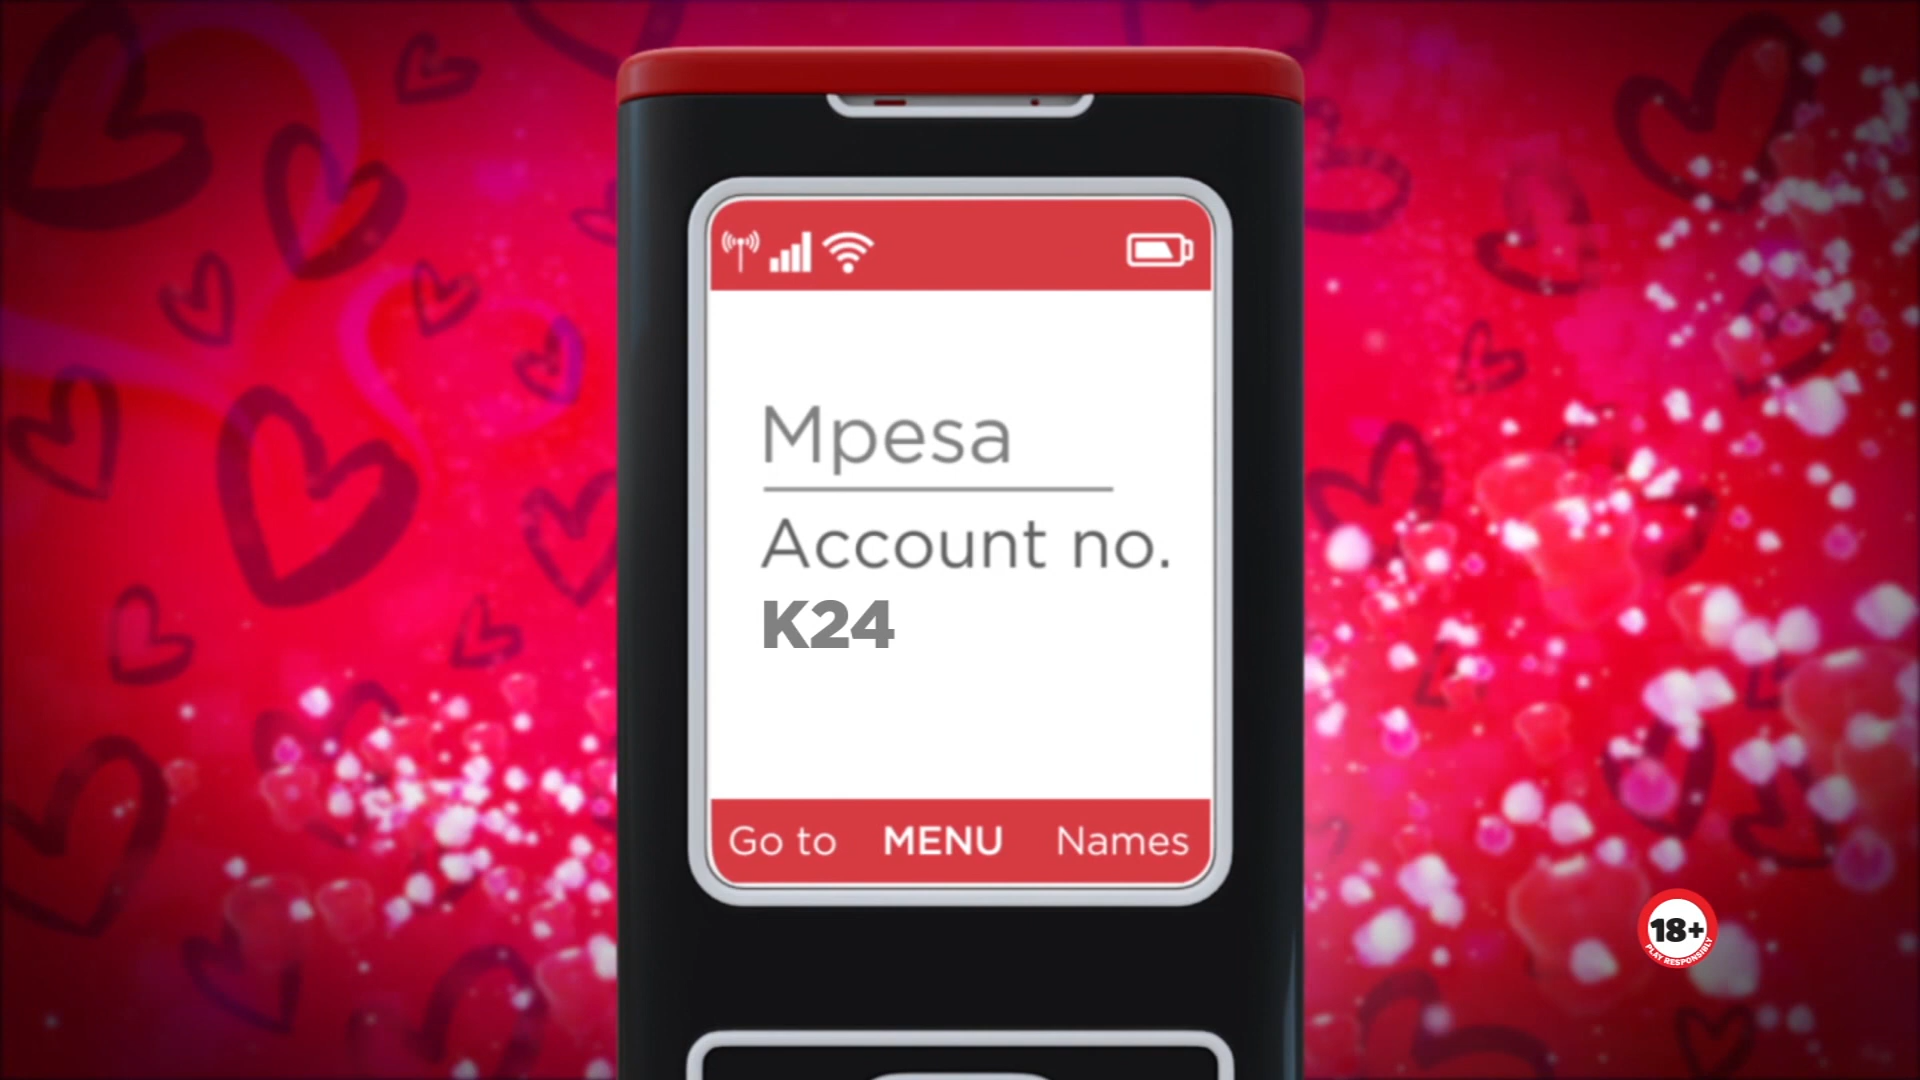 Mpesa
Account no.
K24
Go to MENU Names
18+
PLAY RESPONSIBLY